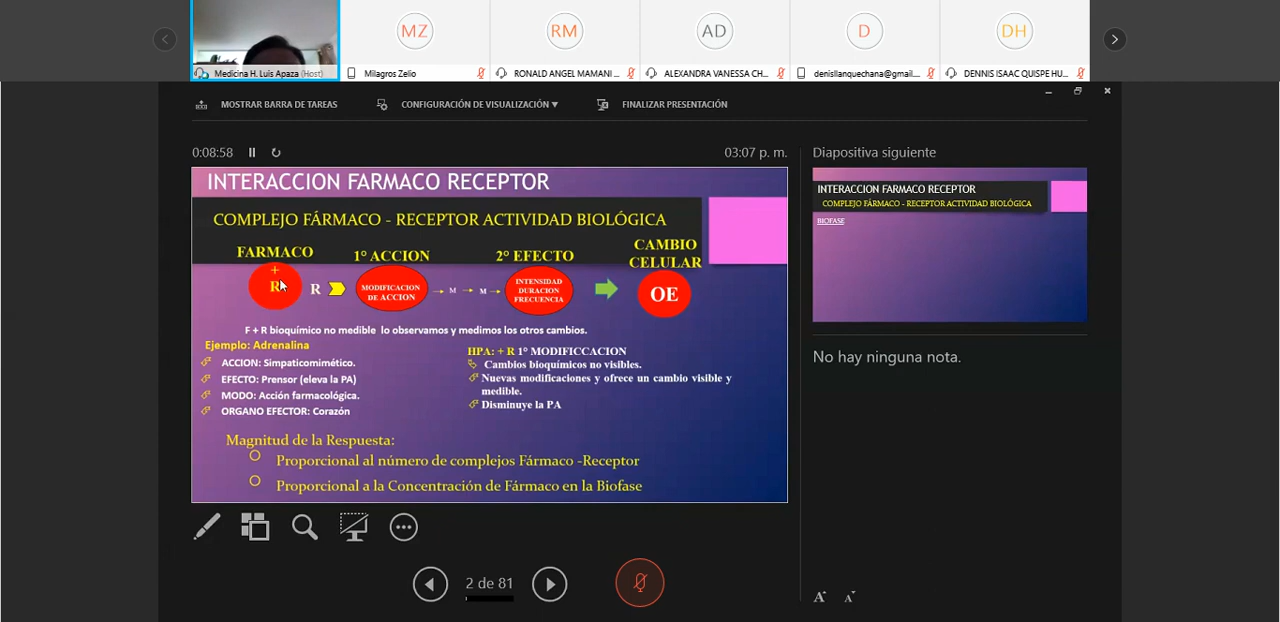 MZ
RM
AD
D
DH
Medicina H. Luis Apaza (Host)
Milagros Zelio
RONALD ANGEL MAMANI ...
ALEXANDRA VANESSA CH...
denisllanquechana@gmail....
DENNIS ISAAC QUISPE HU...
MOSTRAR BARRA DE TAREAS
CONFIGURACIÓN DE VISUALIZACIÓN ▼
FINALIZAR PRESENTACIÓN
0:08:58
03:07 p. m.
INTERACCION FARMACO RECEPTOR
COMPLEJO FÁRMACO - RECEPTOR ACTIVIDAD BIOLÓGICA
FARMACO
+
R
R
1° ACCION
MODIFICACION
DE ACCION
M
M
2° EFECTO
INTENSIDAD
DURACION
FRECUENCIA
CAMBIO
CELULAR
OE
F + R bioquímico no medible lo observamos y medimos los otros cambios.
Ejemplo: Adrenalina
ACCION: Simpaticomimético.
EFECTO: Prensor (eleva la PA)
MODO: Acción farmacológica.
ORGANO EFECTOR: Corazón
HPA: + R 1° MODIFICCACION
Cambios bioquímicos no visibles.
Nuevas modificaciones y ofrece un cambio visible y
medible.
Disminuye la PA
Magnitud de la Respuesta:
Proporcional al número de complejos Fármaco -Receptor
Proporcional a la Concentración de Fármaco en la Biofase
2 de 81
Diapositiva siguiente
INTERACCION FARMACO RECEPTOR
COMPLEJO FÁRMACO - RECEPTOR ACTIVIDAD BIOLÓGICA
BIOFASE
No hay ninguna nota.
A A